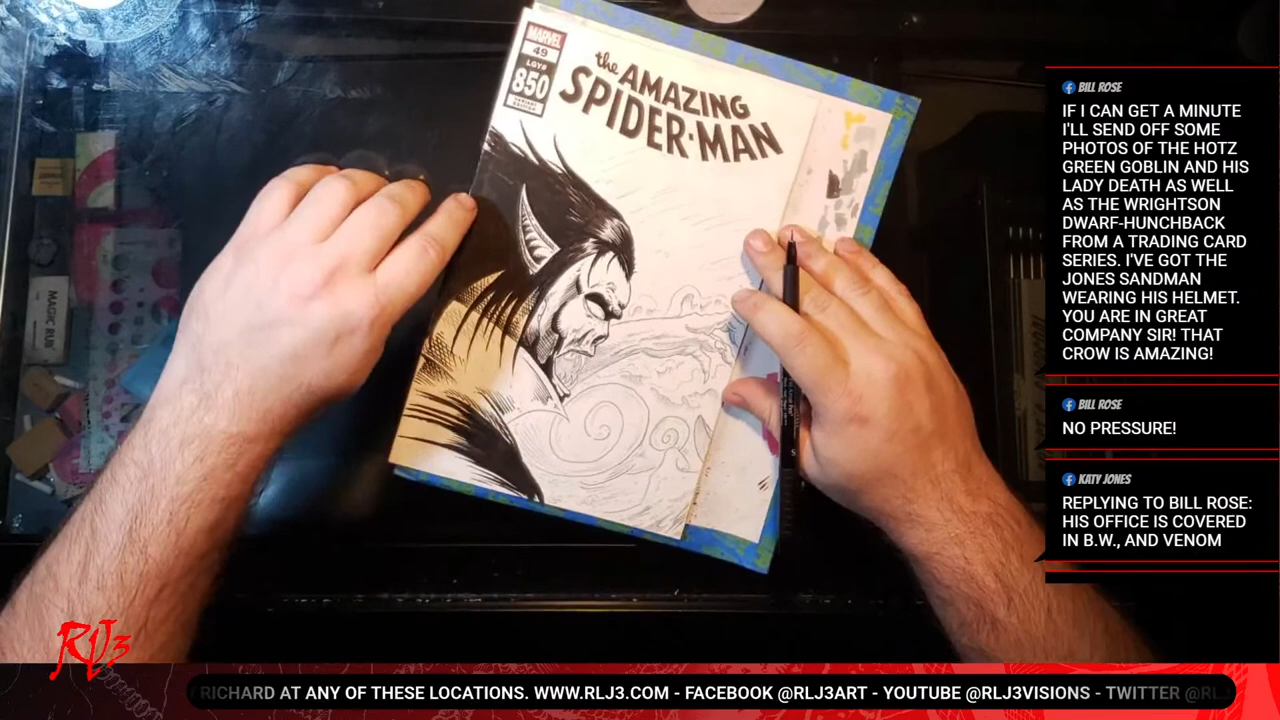 MARVEL
49
LGY#
850
VARIANT
EDITION
the AMAZING
SPIDER-MAN
MAGIC RUB
BILL ROSE
IF I CAN GET A MINUTE
I'LL SEND OFF SOME
PHOTOS OF THE HOTZ
GREEN GOBLIN AND HIS
LADY DEATH AS WELL
AS THE WRIGHTSON
DWARF-HUNCHBACK
FROM A TRADING CARD
SERIES. I'VE GOT THE
JONES SANDMAN
WEARING HIS HELMET.
YOU ARE IN GREAT
COMPANY SIR! THAT
CROW IS AMAZING!
BILL ROSE
NO PRESSURE!
KATY JONES
REPLYING TO BILL ROSE:
HIS OFFICE IS COVERED
IN B.W., AND VENOM
RLJ3
RICHARD AT ANY OF THESE LOCATIONS. WWW.RLJ3.COM - FACEBOOK @RLJ3ART - YOUTUBE @RLJ3VISIONS - TWITTER @RL